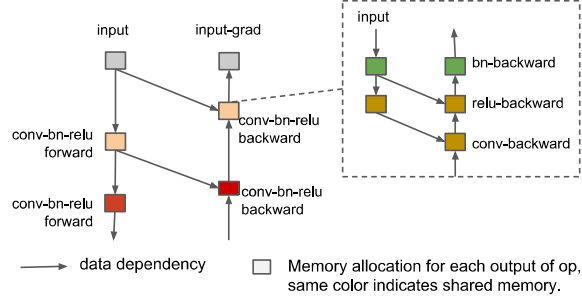 input
input-grad
input
bn-backward
relu-backward
conv-backward
conv-bn-relu
forward
conv-bn-relu
backward
conv-bn-relu
forward
conv-bn-relu
backward
data dependency
Memory allocation for each output of op,
same color indicates shared memory.